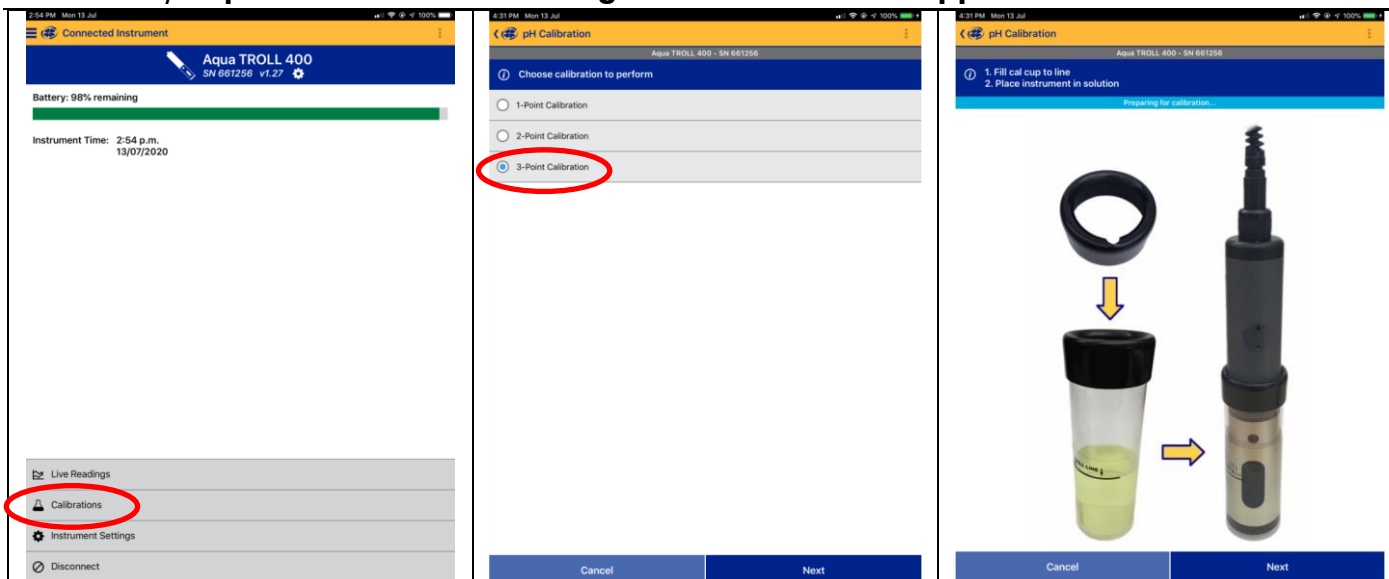 2:54 PM Mon 13 Jul
100%
Connected Instrument
Aqua TROLL 400
SN 661256 v1.27
Battery: 98% remaining
Instrument Time: 2:54 p.m.
13/07/2020
Live Readings
Calibrations
Instrument Settings
Disconnect
4:31 PM Mon 13 Jul
100%
pH Calibration
Aqua TROLL 400 - SN 661256
Choose calibration to perform
1-Point Calibration
2-Point Calibration
3-Point Calibration
Cancel
Next
4:31 PM Mon 13 Jul
100%
pH Calibration
Aqua TROLL 400 - SN 661256
1. Fill cal cup to line
2. Place instrument in solution
Preparing for calibration...
FILL LINE
Cancel
Next